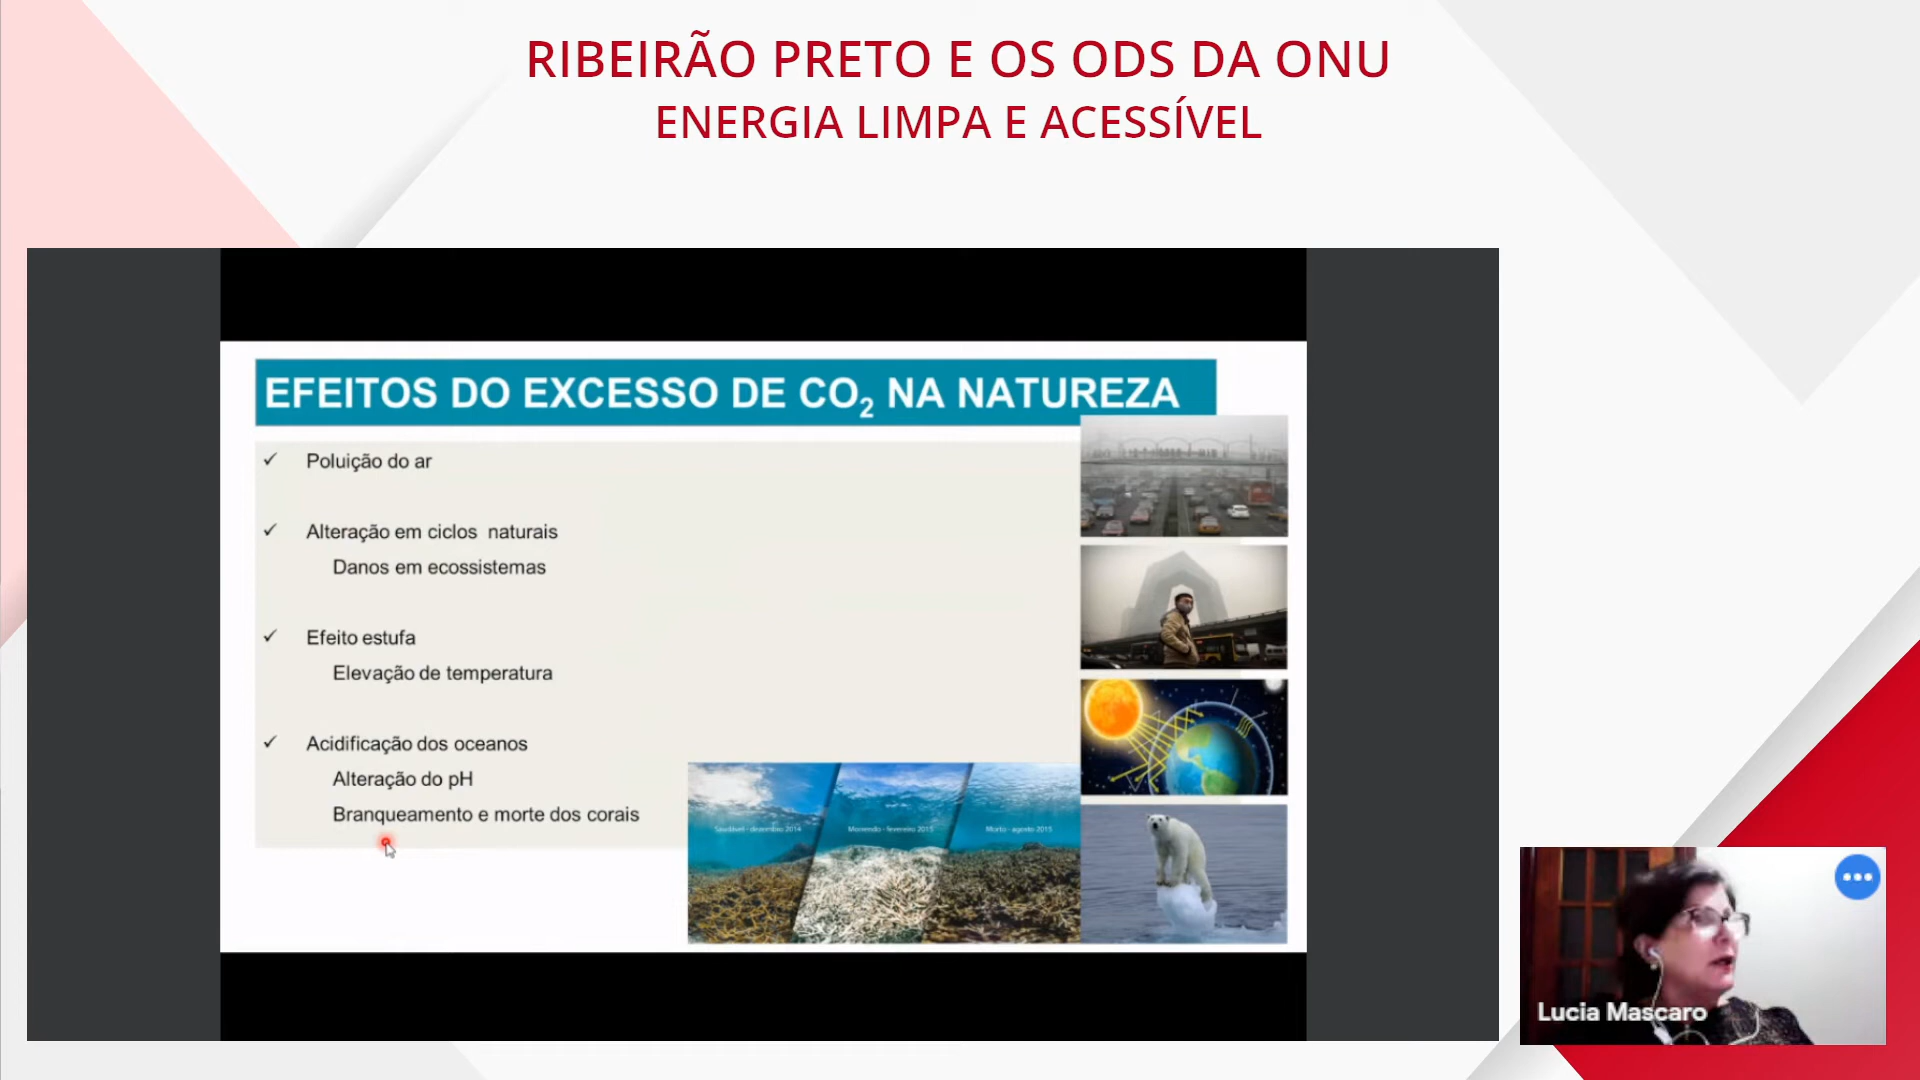 RIBEIRÃO PRETO E OS ODS DA ONU
ENERGIA LIMPA E ACESSÍVEL
EFEITOS DO EXCESSO DE CO₂ NA NATUREZA
✓ Poluição do ar
✓ Alteração em ciclos naturais
Danos em ecossistemas
✓ Efeito estufa
Elevação de temperatura
✓ Acidificação dos oceanos
Alteração do pH
Branqueamento e morte dos corais
Saudável - dezembro 2014
Morrendo - fevereiro 2015
Morto - agosto 2015
Lucia Mascaro